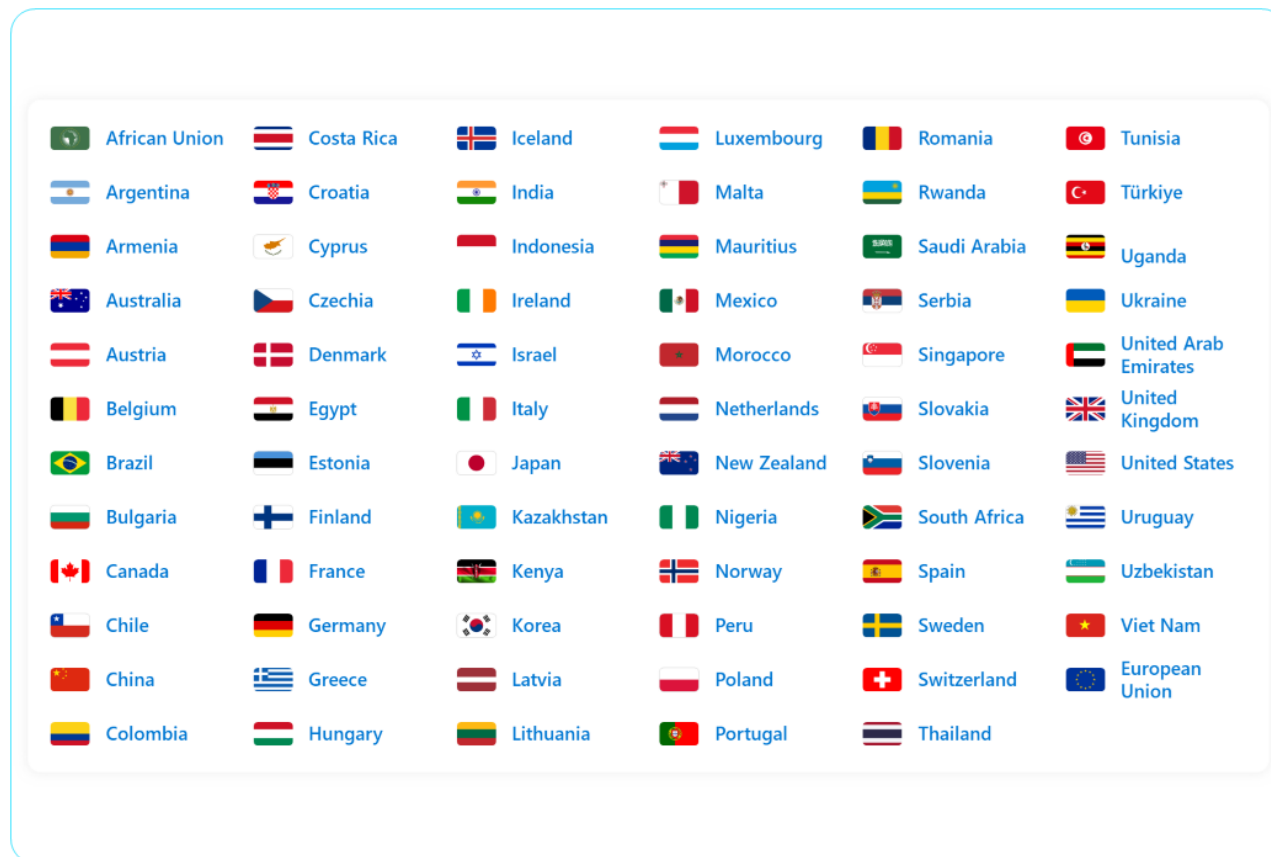 African Union
Argentina
Armenia
Australia
Austria
Belgium
Brazil
Bulgaria
Canada
Chile
China
Colombia
Costa Rica
Croatia
Cyprus
Czechia
Denmark
Egypt
Estonia
Finland
France
Germany
Greece
Hungary
Iceland
India
Indonesia
Ireland
Israel
Italy
Japan
Kazakhstan
Kenya
Korea
Latvia
Lithuania
Luxembourg
Malta
Mauritius
Mexico
Morocco
Netherlands
New Zealand
Nigeria
Norway
Peru
Poland
Portugal
Romania
Rwanda
Saudi Arabia
Serbia
Singapore
Slovakia
Slovenia
South Africa
Spain
Sweden
Switzerland
Thailand
Tunisia
Türkiye
Uganda
Ukraine
United Arab
Emirates
United
Kingdom
United States
Uruguay
Uzbekistan
Viet Nam
European
Union